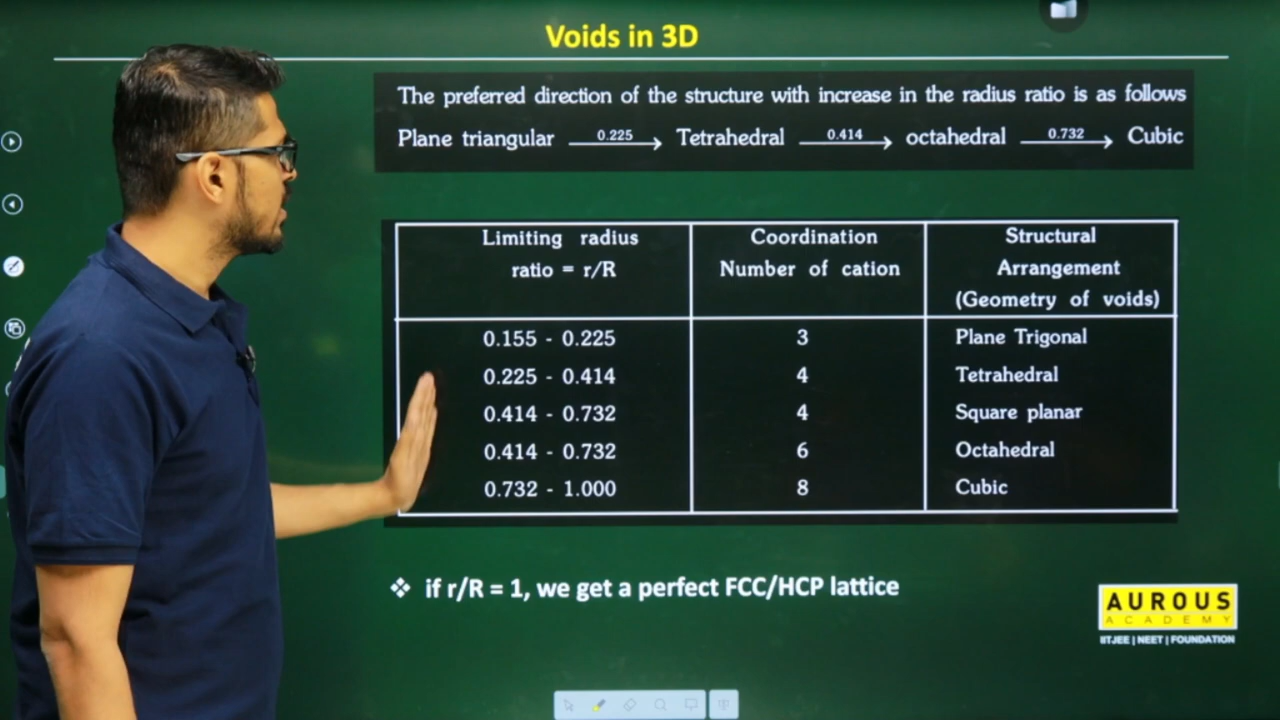 Voids in 3D
The preferred direction of the structure with increase in the radius ratio is as follows
Plane triangular 0.225 Tetrahedral 0.414 octahedral 0.732 Cubic
Limiting radius ratio = r/R Coordination Number of cation Structural Arrangement (Geometry of voids)
0.155 - 0.225 3 Plane Trigonal
0.225 - 0.414 4 Tetrahedral
0.414 - 0.732 4 Square planar
0.414 - 0.732 6 Octahedral
0.732 - 1.000 8 Cubic
❖ if r/R = 1, we get a perfect FCC/HCP lattice
AUROUS
ACADEMY
IITJEE | NEET | FOUNDATION